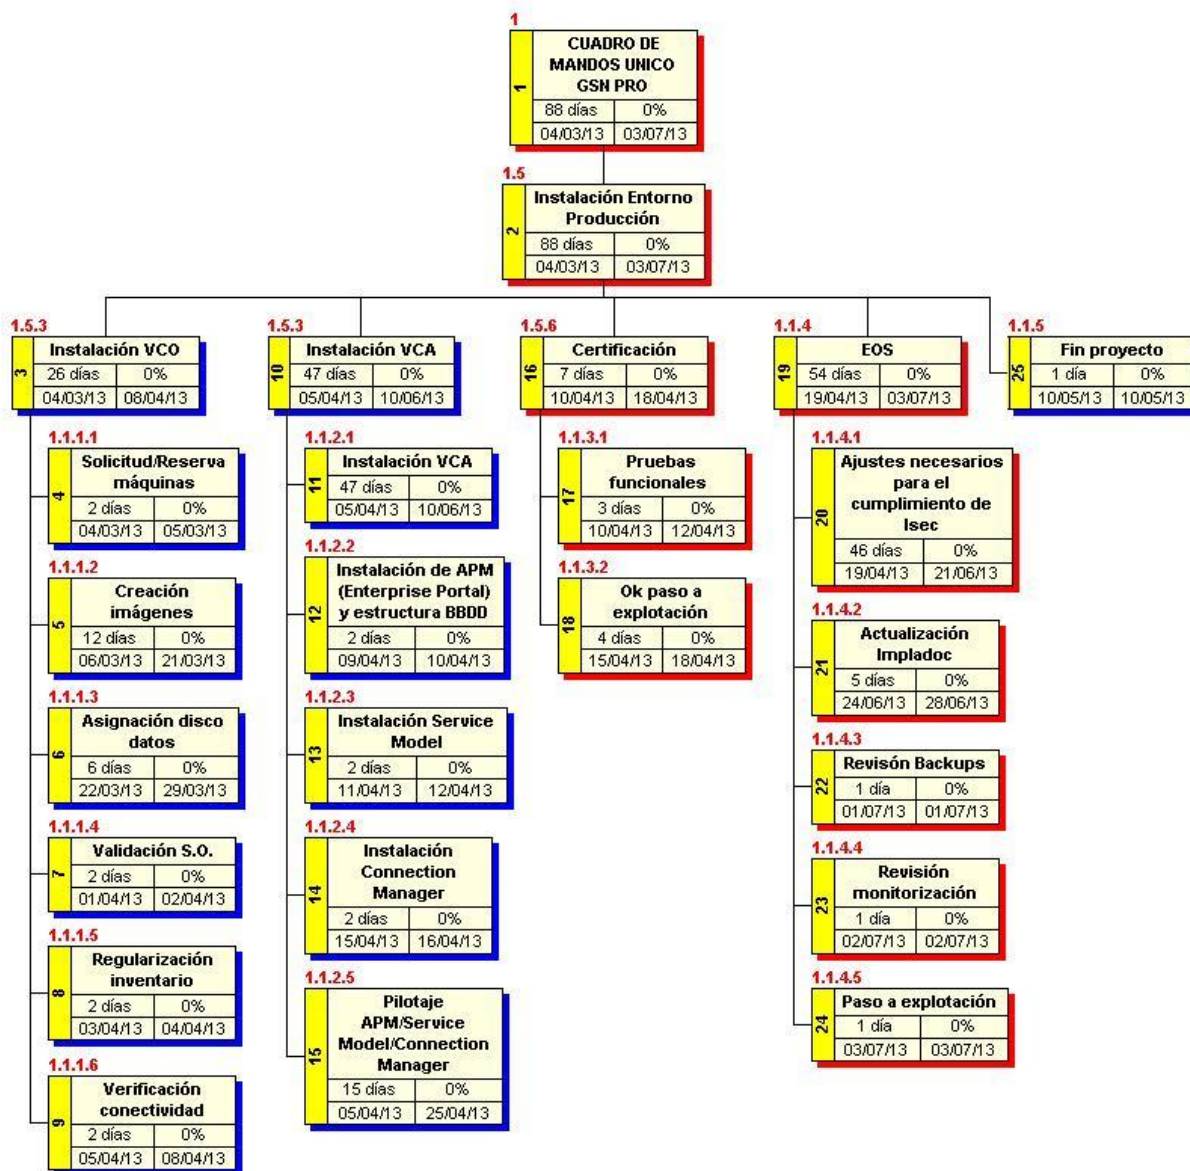 1
CUADRO DE
MANDOS UNICO
GSN PRO
1
88 días 0%
04/03/13 03/07/13
1.5
Instalación Entorno
Producción
2
88 días 0%
04/03/13 03/07/13
1.5.3
Instalación VCO
3
26 días 0%
04/03/13 08/04/13
1.1.1.1
Solicitud/Reserva
máquinas
4
2 días 0%
04/03/13 05/03/13
1.1.1.2
Creación
imágenes
5
12 días 0%
06/03/13 21/03/13
1.1.1.3
Asignación disco
datos
6
6 días 0%
22/03/13 29/03/13
1.1.1.4
Validación S.O.
7
2 días 0%
01/04/13 02/04/13
1.1.1.5
Regularización
inventario
8
2 días 0%
03/04/13 04/04/13
1.1.1.6
Verificación
conectividad
9
2 días 0%
05/04/13 08/04/13
1.5.3
Instalación VCA
10
47 días 0%
05/04/13 10/06/13
1.1.2.1
Instalación VCA
11
47 días 0%
05/04/13 10/06/13
1.1.2.2
Instalación de APM
(Enterprise Portal)
y estructura BBDD
12
2 días 0%
09/04/13 10/04/13
1.1.2.3
Instalación Service
Model
13
2 días 0%
11/04/13 12/04/13
1.1.2.4
Instalación
Connection
Manager
14
2 días 0%
15/04/13 16/04/13
1.1.2.5
Pilotaje
APM/Service
Model/Connection
Manager
15
15 días 0%
05/04/13 25/04/13
1.5.6
Certificación
16
7 días 0%
10/04/13 18/04/13
1.1.3.1
Pruebas
funcionales
17
3 días 0%
10/04/13 12/04/13
1.1.3.2
Ok paso a
explotación
18
4 días 0%
15/04/13 18/04/13
1.1.4
EOS
19
54 días 0%
19/04/13 03/07/13
1.1.4.1
Ajustes necesarios
para el
cumplimiento de
Isec
20
46 días 0%
19/04/13 21/06/13
1.1.4.2
Actualización
Impladoc
21
5 días 0%
24/06/13 28/06/13
1.1.4.3
Revisón Backups
22
1 día 0%
01/07/13 01/07/13
1.1.4.4
Revisión
monitorización
23
1 día 0%
02/07/13 02/07/13
1.1.4.5
Paso a explotación
24
1 día 0%
03/07/13 03/07/13
1.1.5
Fin proyecto
25
1 día 0%
10/05/13 10/05/13